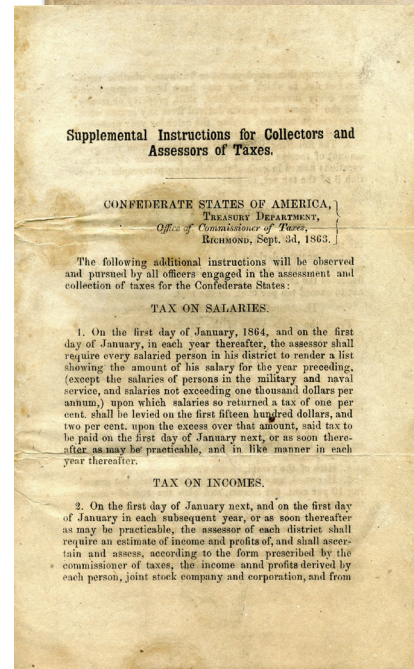 Supplemental Instructions for Collectors and
Assessors of Taxes.
CONFEDERATE STATES OF AMERICA,
TREASURY DEPARTMENT,
Office of Commissioner of Taxes,
RICHMOND, Sept. 3d, 1863.
The following additional instructions will be observed
and pursued by all officers engaged in the assessment and
collection of taxes for the Confederate States:
TAX ON SALARIES.
1. On the first day of January, 1864, and on the first
day of January, in each year thereafter, the assessor shall
require every salaried person in his district to render a list
showing the amount of his salary for the year preceding,
(except the salaries of persons in the military and naval
service, and salaries not exceeding one thousand dollars per
annum,) upon which salaries so returned a tax of one per
cent. shall be levied on the first fifteen hundred dollars, and
two per cent. upon the excess over that amount, said tax to
be paid on the first day of January next, or as soon there-
after as may be practicable, and in like manner in each
year thereafter.
TAX ON INCOMES.
2. On the first day of January next, and on the first day
of January in each subsequent year, or as soon thereafter
as may be practicable, the assessor of each district shall
require an estimate of income and profits of, and shall ascer-
tain and assess, according to the form prescribed by the
commissioner of taxes, the income annd profits derived by
each person, joint stock company and corporation, and from